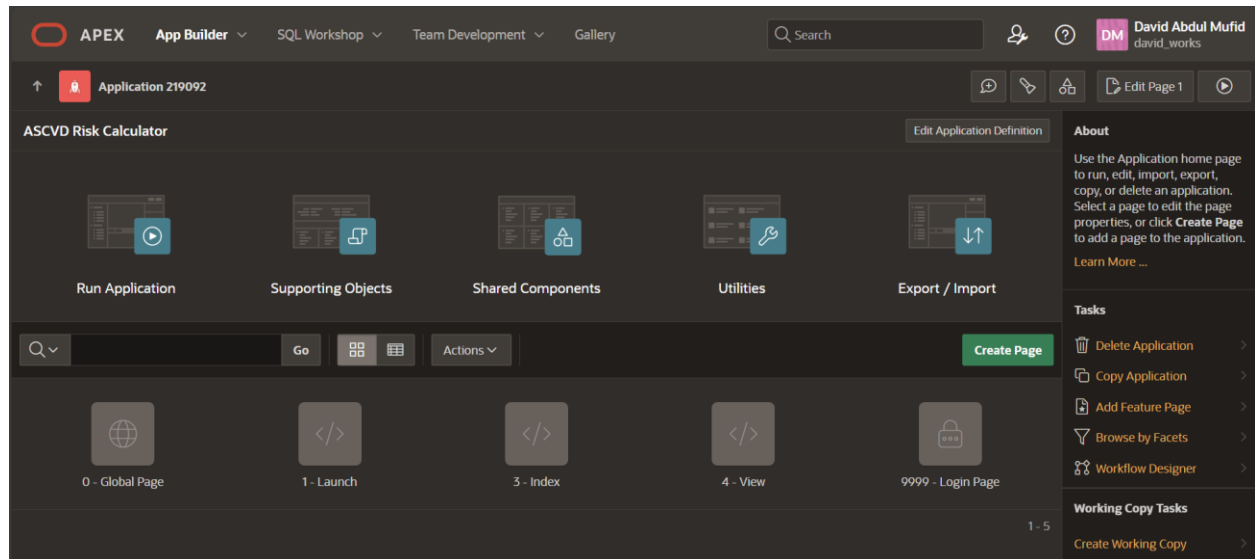 APEX App Builder SQL Workshop Team Development Gallery Search DM David Abdul Mufid
david_works
Application 219092 Edit Page 1
ASCVD Risk Calculator Edit Application Definition
Run Application Supporting Objects Shared Components Utilities Export / Import
Go Actions Create Page
0 - Global Page 1 - Launch 3 - Index 4 - View 9999 - Login Page
1 - 5
About
Use the Application home page
to run, edit, import, export,
copy, or delete an application.
Select a page to edit the page
properties, or click Create Page
to add a page to the application.
Learn More ...
Tasks
Delete Application
Copy Application
Add Feature Page
Browse by Facets
Workflow Designer
Working Copy Tasks
Create Working Copy